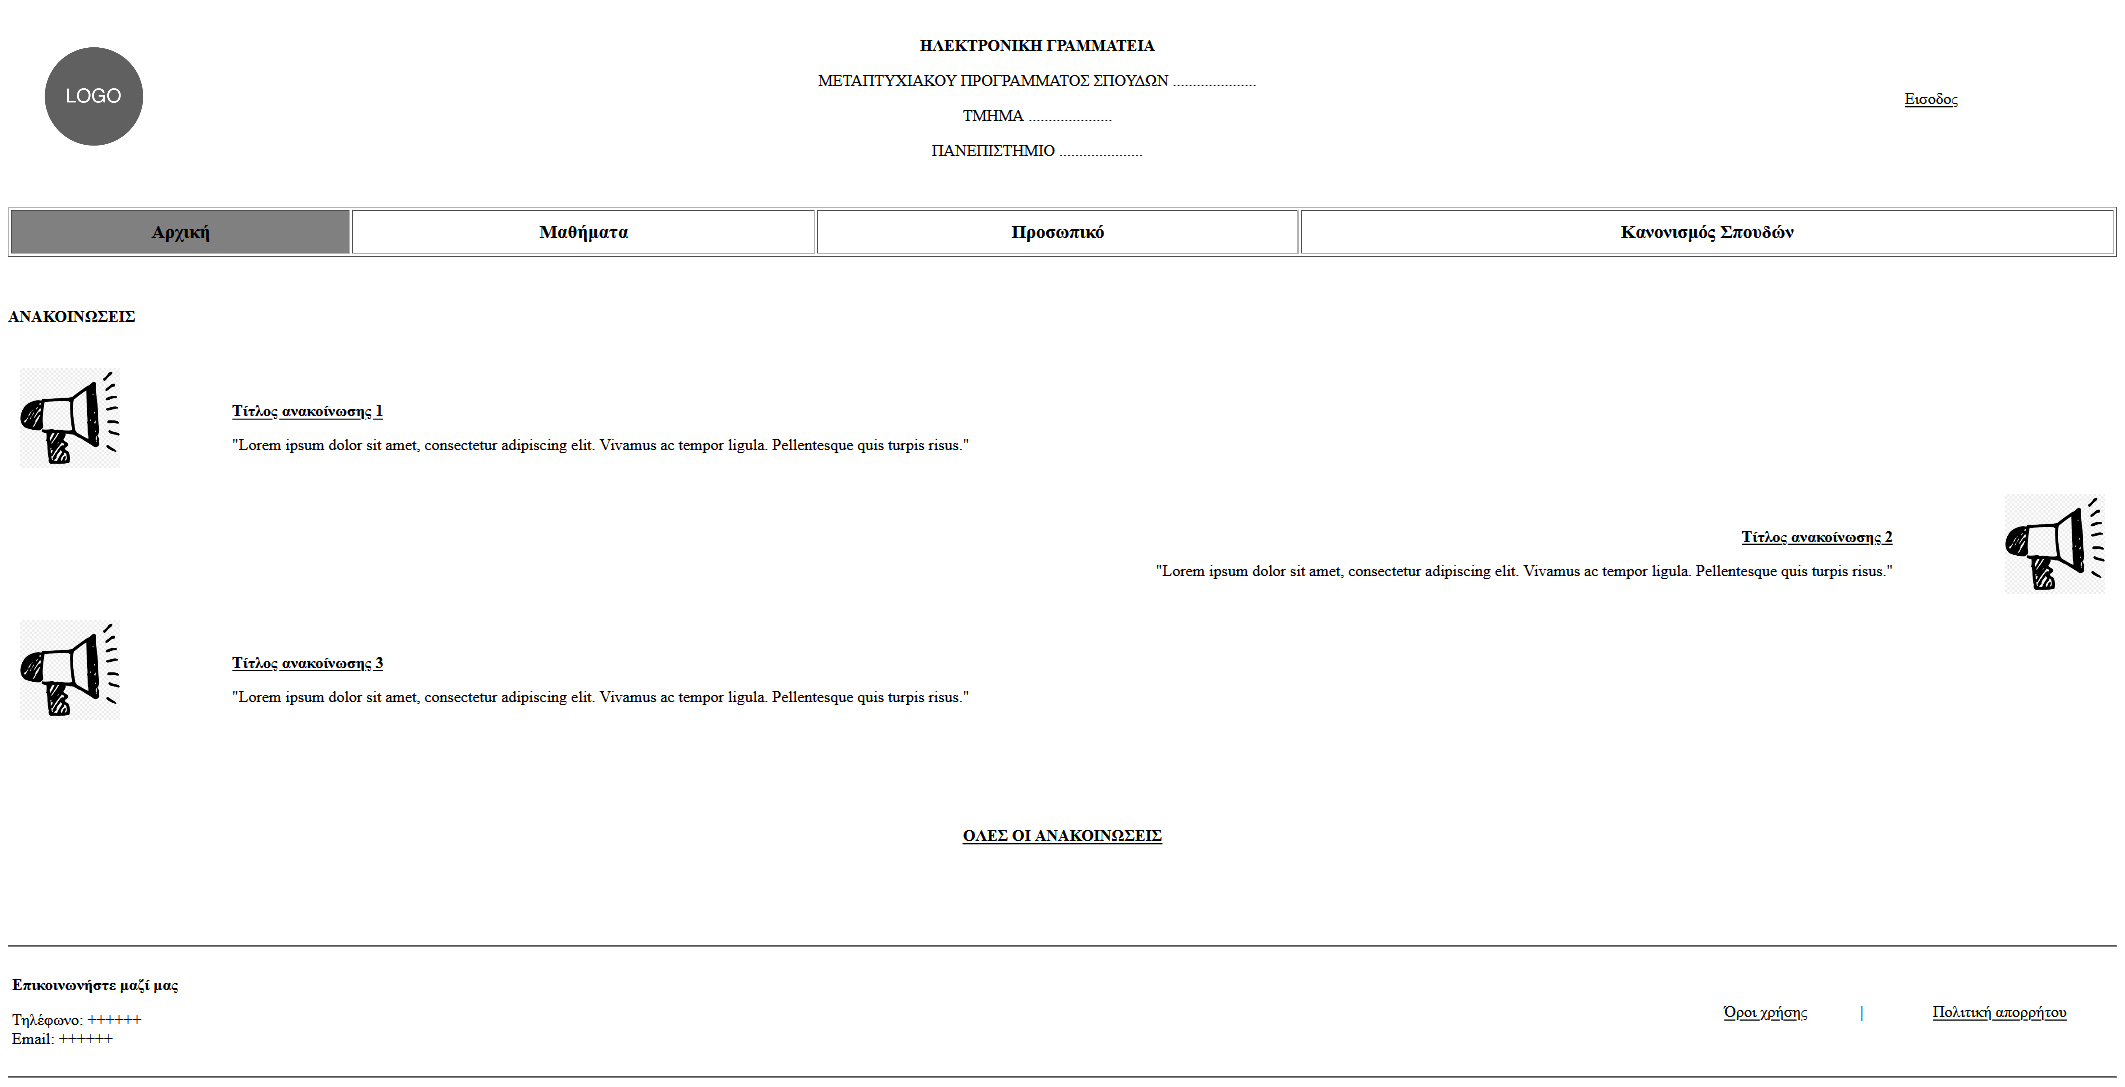 LOGO
ΗΛΕΚΤΡΟΝΙΚΗ ΓΡΑΜΜΑΤΕΙΑ
ΜΕΤΑΠΤΥΧΙΑΚΟΥ ΠΡΟΓΡΑΜΜΑΤΟΣ ΣΠΟΥΔΩΝ .....................
ΤΜΗΜΑ .....................
ΠΑΝΕΠΙΣΤΗΜΙΟ .....................
Εισοδος
Αρχική
Μαθήματα
Προσωπικό
Κανονισμός Σπουδών
ΑΝΑΚΟΙΝΩΣΕΙΣ
Τίτλος ανακοίνωσης 1
"Lorem ipsum dolor sit amet, consectetur adipiscing elit. Vivamus ac tempor ligula. Pellentesque quis turpis risus."
Τίτλος ανακοίνωσης 2
"Lorem ipsum dolor sit amet, consectetur adipiscing elit. Vivamus ac tempor ligula. Pellentesque quis turpis risus."
Τίτλος ανακοίνωσης 3
"Lorem ipsum dolor sit amet, consectetur adipiscing elit. Vivamus ac tempor ligula. Pellentesque quis turpis risus."
ΟΛΕΣ ΟΙ ΑΝΑΚΟΙΝΩΣΕΙΣ
Επικοινωνήστε μαζί μας
Τηλέφωνο: ++++++
Email: ++++++
Όροι χρήσης | Πολιτική απορρήτου